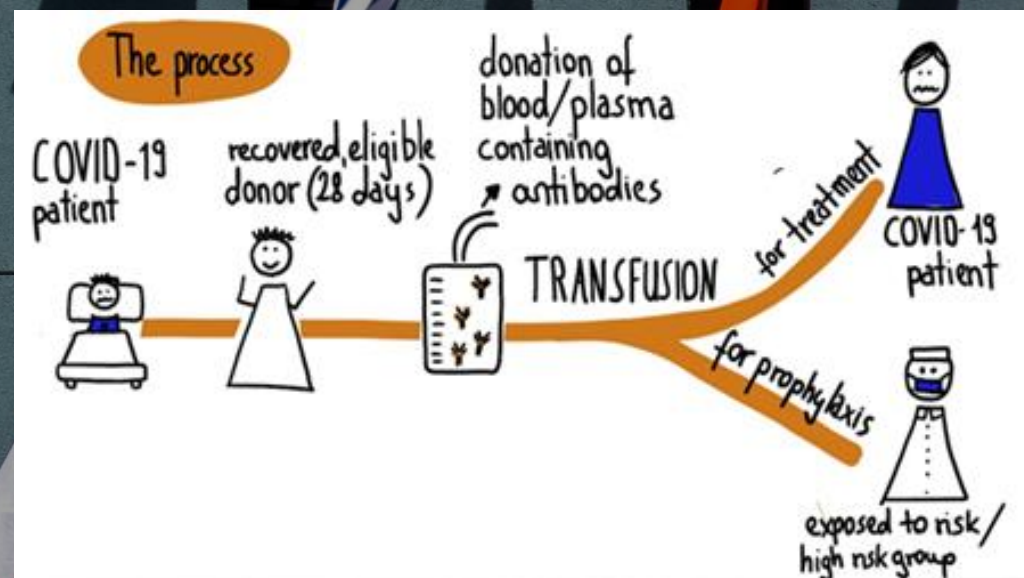 The process
COVID-19
patient
recovered, eligible
donor (28 days)
donation of
blood/plasma
containing
antibodies
TRANSFUSION
for treatment
COVID-19
patient
for prophylaxis
exposed to risk/
high risk group